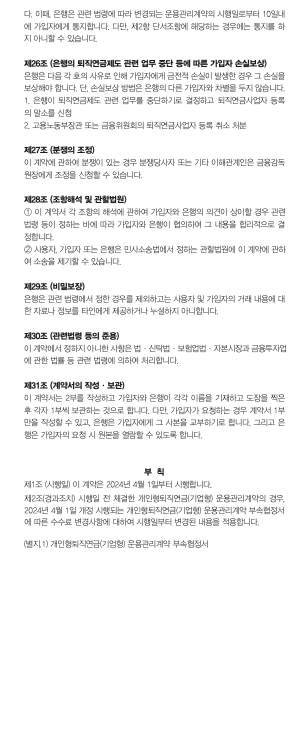 다. 이때, 은행은 관련 법령에 따라 변경되는 운용관리계약의 시행일로부터 10일내
에 가입자에게 통지합니다. 다만, 제2항 단서조항에 해당하는 경우에는 통지를 하
지 아니할 수 있습니다.
제26조 (은행의 퇴직연금제도 관련 업무 중단 등에 따른 가입자 손실보상)
은행은 다음 각 호의 사유로 인해 가입자에게 금전적 손실이 발생한 경우 그 손실을
보상해야 합니다. 단, 손실보상 방법은 은행의 다른 가입자와 차별을 두지 않습니다.
1. 은행이 퇴직연금제도 관련 업무를 중단하기로 결정하고 퇴직연금사업자 등록
의 말소를 신청
2. 고용노동부장관 또는 금융위원회의 퇴직연금사업자 등록 취소 처분
제27조 (분쟁의 조정)
이 계약에 관하여 분쟁이 있는 경우 분쟁당사자 또는 기타 이해관계인은 금융감독
원장에게 조정을 신청할 수 있습니다.
제28조 (조항해석 및 관할법원)
① 이 계약서 각 조항의 해석에 관하여 가입자와 은행의 의견이 상이할 경우 관련
법령 등이 정하는 바에 따라 가입자와 은행이 협의하여 그 내용을 합리적으로 결
정합니다.
② 사용자, 가입자 또는 은행은 민사소송법에서 정하는 관할법원에 이 계약에 관하
여 소송을 제기할 수 있습니다.
제29조 (비밀보장)
은행은 관련 법령에서 정한 경우를 제외하고는 사용자 및 가입자의 거래 내용에 대
한 자료나 정보를 타인에게 제공하거나 누설하지 아니합니다.
제30조 (관련법령 등의 준용)
이 계약에서 정하지 아니한 사항은 법 · 신탁법 · 보험업법 · 자본시장과 금융투자업
에 관한 법률 등 관련 법령에 의하여 처리합니다.
제31조 (계약서의 작성 · 보관)
이 계약서는 2부를 작성하고 가입자와 은행이 각각 이름을 기재하고 도장을 찍은
후 각자 1부씩 보관하는 것으로 합니다. 다만, 가입자가 요청하는 경우 계약서 1부
만을 작성할 수 있고, 은행은 가입자에게 그 사본을 교부하기로 합니다. 그리고 은
행은 가입자의 요청 시 원본을 열람할 수 있도록 합니다.
부 칙
제1조 (시행일) 이 계약은 2024년 4월 1일부터 시행합니다.
제2조(경과조치) 시행일 전 체결한 개인형퇴직연금(기업형) 운용관리계약의 경우,
2024년 4월 1일 개정 시행되는 개인형퇴직연금(기업형) 운용관리계약 부속협정서
에 따른 수수료 변경사항에 대하여 시행일부터 변경된 내용을 적용합니다.
(별지.1) 개인형퇴직연금(기업형) 운용관리계약 부속협정서